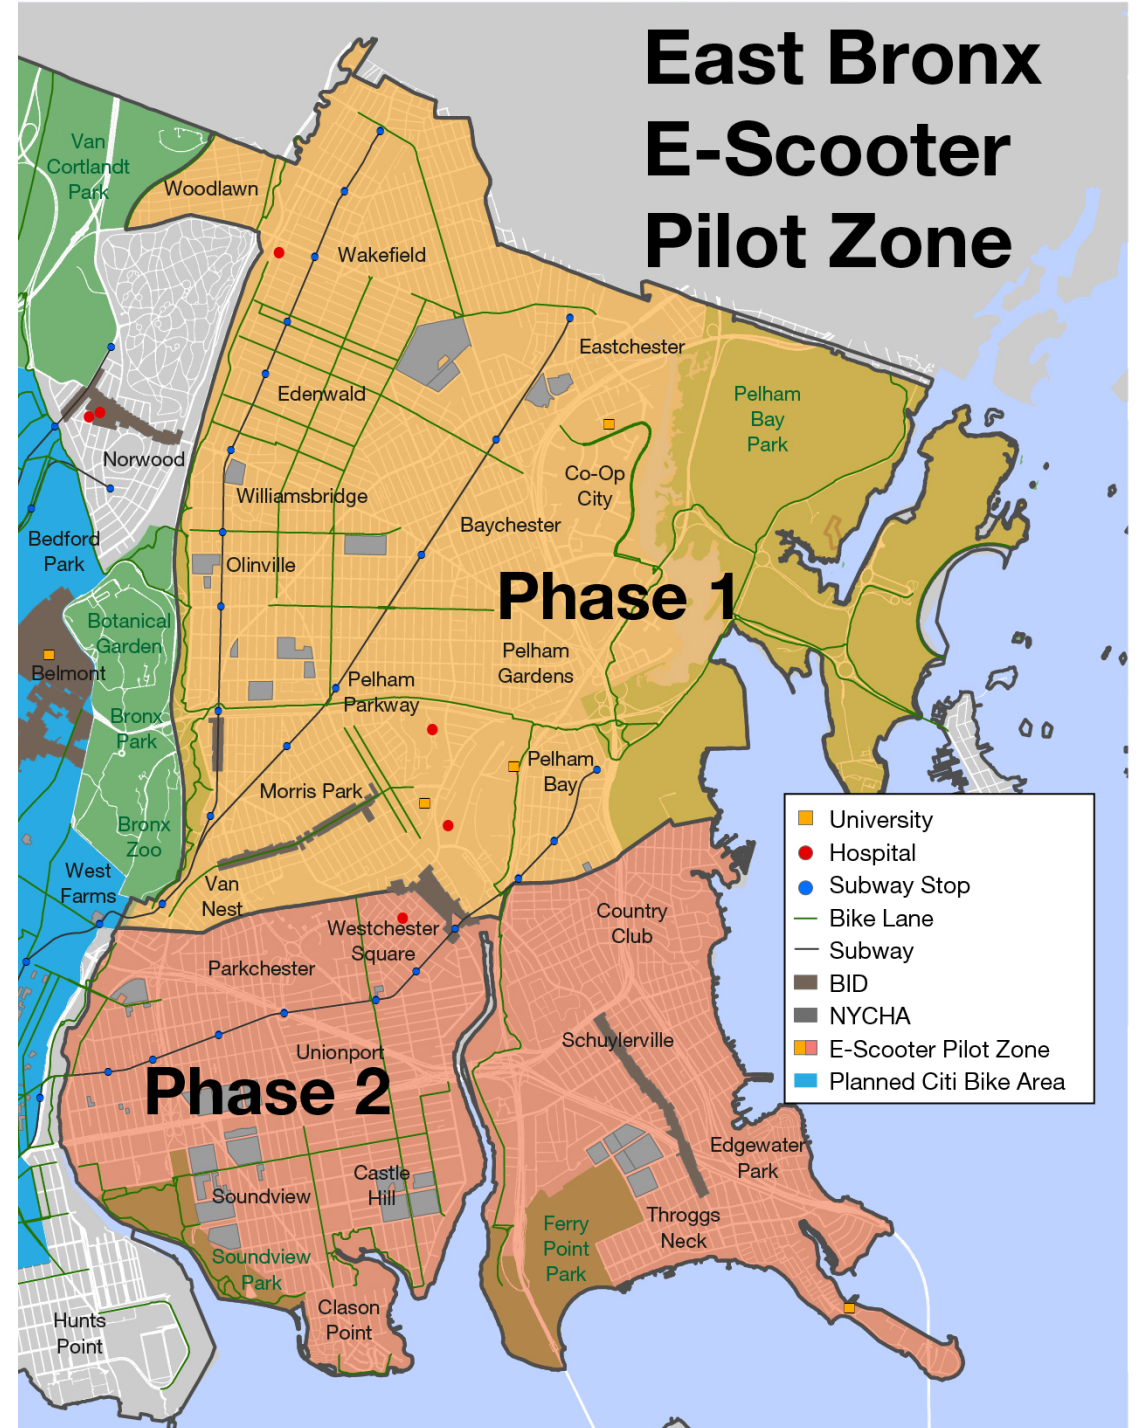 East Bronx
E-Scooter
Pilot Zone
Van
Cortlandt
Park
Woodlawn
Wakefield
Eastchester
Edenwald
Pelham
Bay
Park
Norwood
Co-Op
City
Williamsbridge
Baychester
Bedford
Park
Olinville
Phase 1
Botanical
Garden
Belmont
Pelham
Gardens
Pelham
Parkway
Bronx
Park
Pelham
Bay
Morris Park
Bronx
Zoo
West
Farms
Van
Nest
University
Hospital
Subway Stop
Bike Lane
Subway
BID
NYCHA
E-Scooter Pilot Zone
Planned Citi Bike Area
Country
Club
Westchester
Square
Parkchester
Schuylerville
Unionport
Phase 2
Edgewater
Park
Castle
Hill
Soundview
Throggs
Neck
Ferry
Point
Park
Soundview
Park
Clason
Point
Hunts
Point